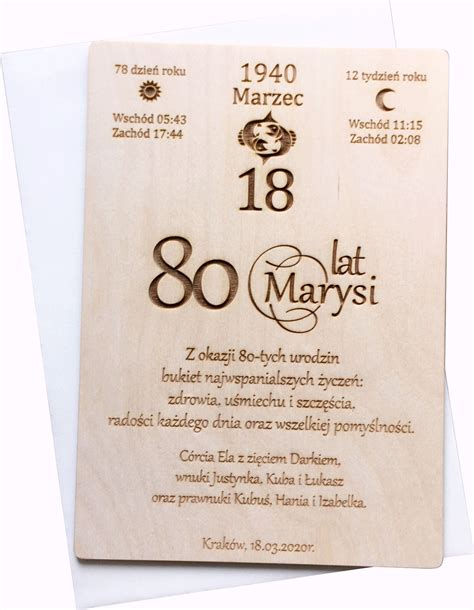 78 dzień roku
Wschód 05:43
Zachód 17:44
1940
Marzec
18
12 tydzień roku
Wschód 11:15
Zachód 02:08
80 lat
Marysi
Z okazji 80-tych urodzin
bukiet najwspanialszych życzeń:
zdrowia, uśmiechu i szczęścia,
radości każdego dnia oraz wszelkiej pomyślności.
Córcia Ela z zięciem Darkiem,
wnuki Justynka, Kuba i Łukasz
oraz prawnuki Kubuś, Hania i Izabelka.
Kraków, 18.03.2020r.